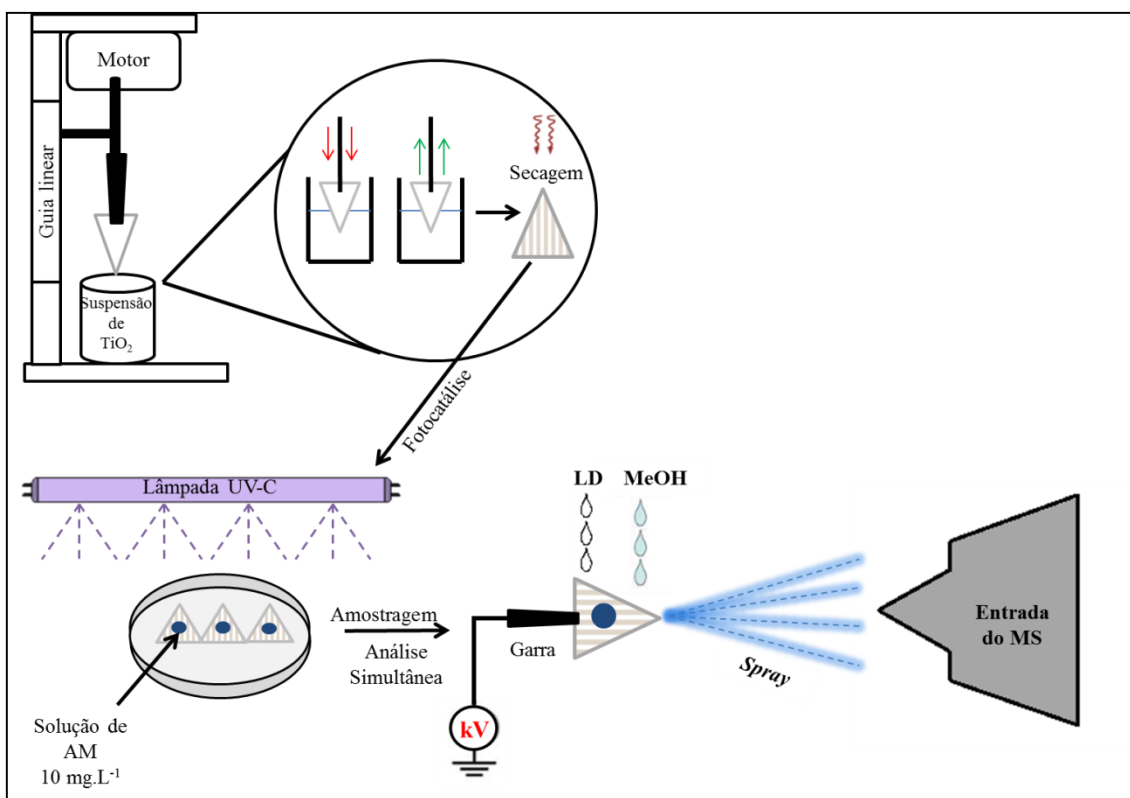 Motor
Guia linear
Suspensão
de
TiO₂
Secagem
Fotocatálise
Lâmpada UV-C
Solução de
AM
10 mg.L⁻¹
Amostragem
Análise
Simultânea
LD
MeOH
Garra
kV
Spray
Entrada
do MS